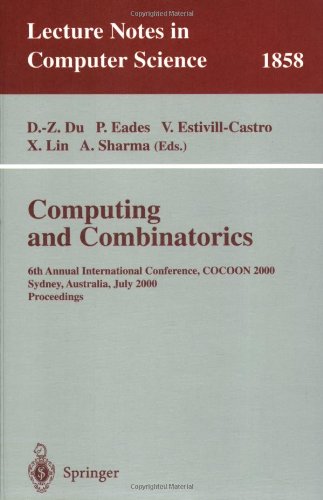 Lecture Notes in
Computer Science 1858
D.-Z. Du P. Eades V. Estivill-Castro
X. Lin A. Sharma (Eds.)
Computing
and Combinatorics
6th Annual International Conference, COCOON 2000
Sydney, Australia, July 2000
Proceedings
Springer